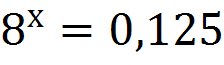 8ˣ = 0,125